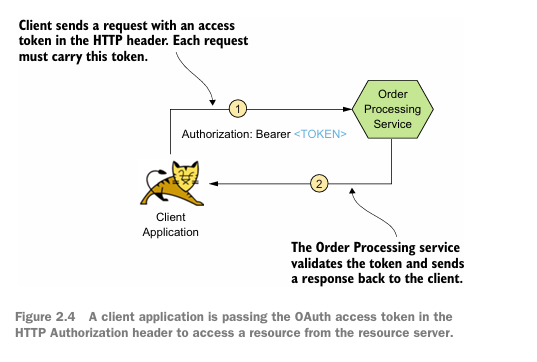 Client sends a request with an access
token in the HTTP header. Each request
must carry this token.
1
Order
Processing
Service
Authorization: Bearer <TOKEN>
2
Client
Application
The Order Processing service
validates the token and sends
a response back to the client.
Figure 2.4 A client application is passing the OAuth access token in the
HTTP Authorization header to access a resource from the resource server.